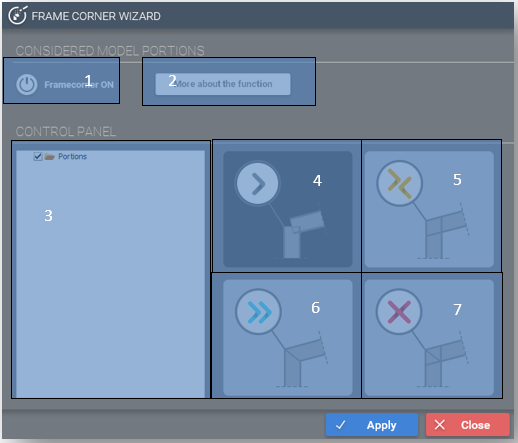 FRAME CORNER WIZARD
CONSIDERED MODEL PORTIONS
Framecorner ON 1
2 More about the function
CONTROL PANEL
Portions
3
4
5
6
7
Apply
Close